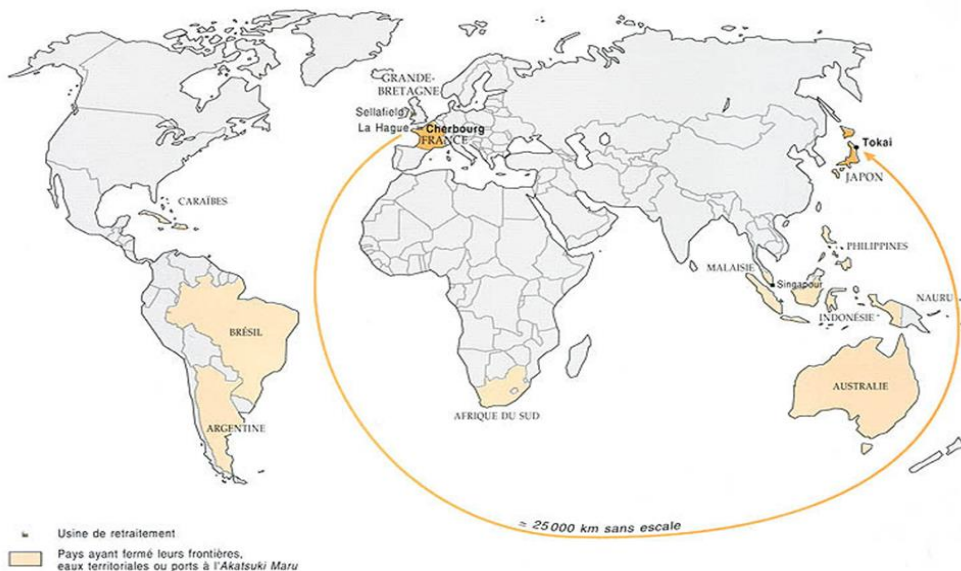 GRANDE-
BRETAGNE
Sellafield
La Hague
Cherbourg
FRANCE
Tokai
JAPON
CARAÏBES
PHILIPPINES
MALAISIE
Singapour
NAURU
INDONÉSIE
BRÉSIL
AUSTRALIE
AFRIQUE DU SUD
ARGENTINE
= 25 000 km sans escale
Usine de retraitement
Pays ayant fermé leurs frontières,
eaux territoriales ou ports à l'Akatsuki Maru